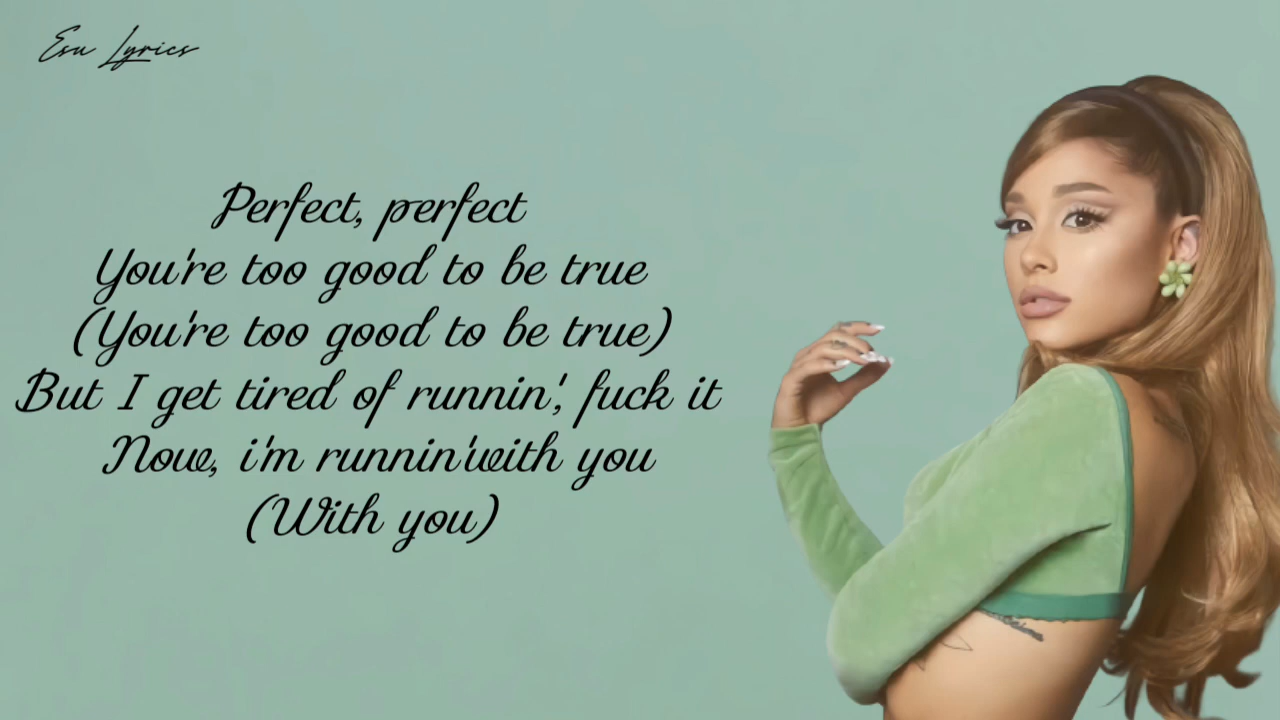 Esu Lyrics
Perfect, perfect
You're too good to be true
(You're too good to be true)
But I get tired of runnin', fuck it
Now, i'm runnin'with you
(With you)